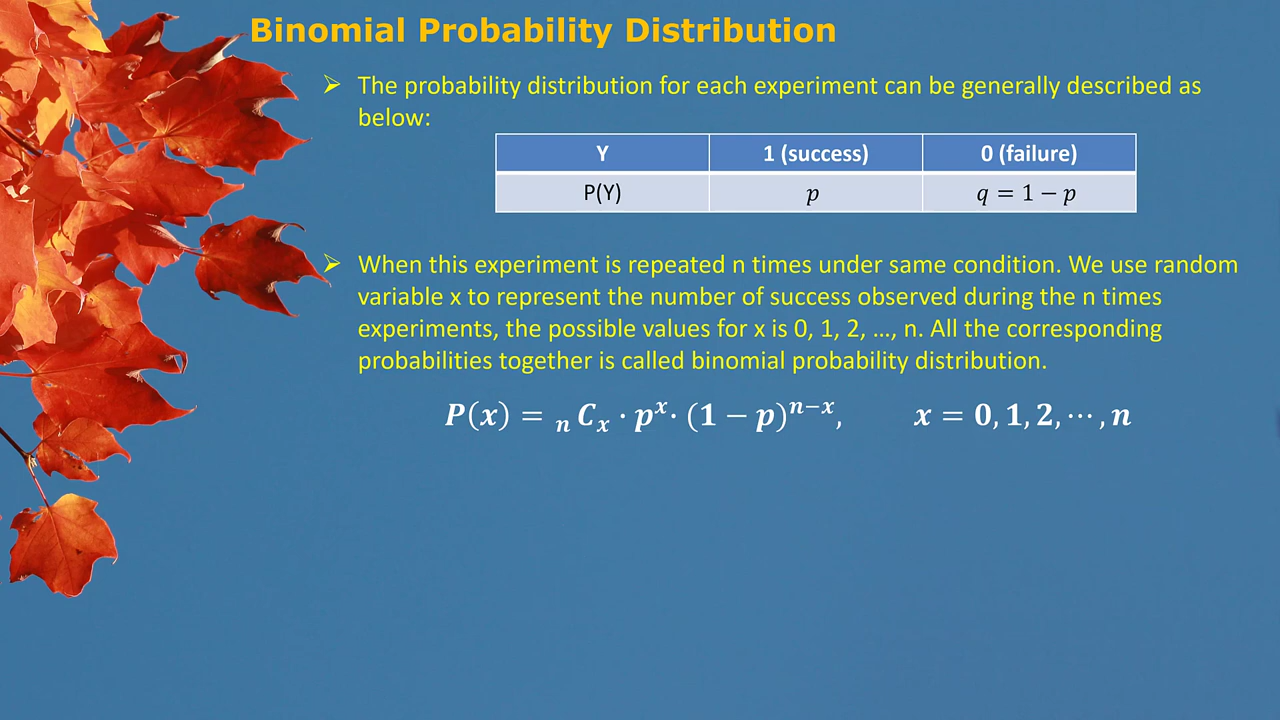 Binomial Probability Distribution
➢ The probability distribution for each experiment can be generally described as
below:
Y 1 (success) 0 (failure)
P(Y) p q = 1 − p
➢ When this experiment is repeated n times under same condition. We use random
variable x to represent the number of success observed during the n times
experiments, the possible values for x is 0, 1, 2, …, n. All the corresponding
probabilities together is called binomial probability distribution.
P(x) = ₙCₓ · pˣ · (1 − p)ⁿ⁻ˣ, x = 0, 1, 2, ⋯, n